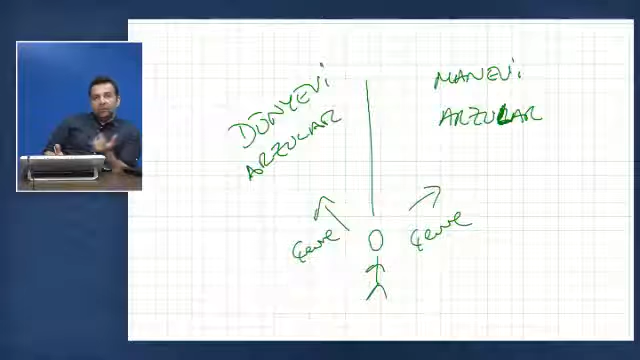 DÜNYEVİ
ARZULAR
MANEVİ
ARZULAR
Çevre
Çevre